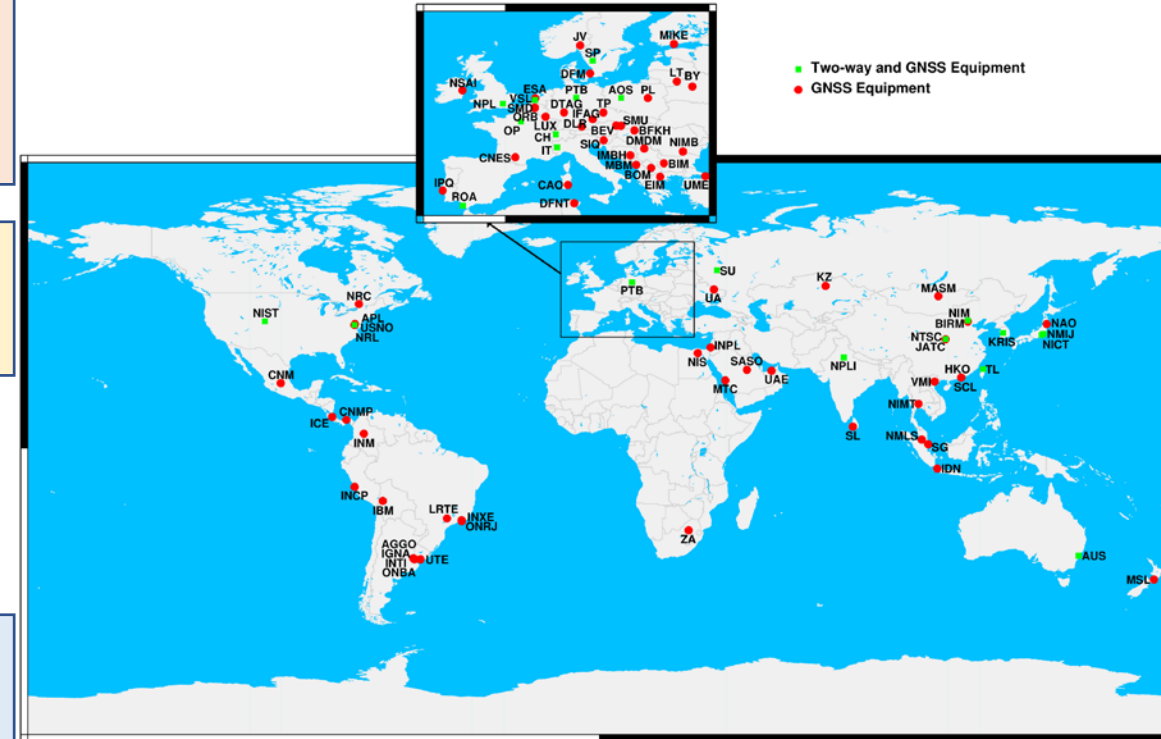 JV
MIKE
SP
DFM
LT
BY
NSAI
ESA
PTB
AOS
PL
VSL
NPL
SMD
DTAG
TP
ORB
IFAG
OP
LUX
DLR
SMU
BEV
BFKH
CH
SIQ
DMDM
NIMB
IT
IMBH
CNES
MBM
BIM
BOM
IPQ
CAO
EIM
UME
ROA
DFNT
Two-way and GNSS Equipment
GNSS Equipment
SU
KZ
PTB
UA
MASM
NRC
NIST
APL
USNO
NRL
NIM
BIRM
NAO
NTSC
JATC
KRIS
NMIJ
NICT
INPL
NIS
SASO
NPLI
HKO
TL
CNM
MTC
UAE
VMI
SCL
NIMT
ICE
CNMP
INM
SL
NMLS
SG
IDN
INCP
IBM
LRTE
INXE
ONRJ
ZA
AGGO
IGNA
INTI
ONBA
UTE
AUS
MSL